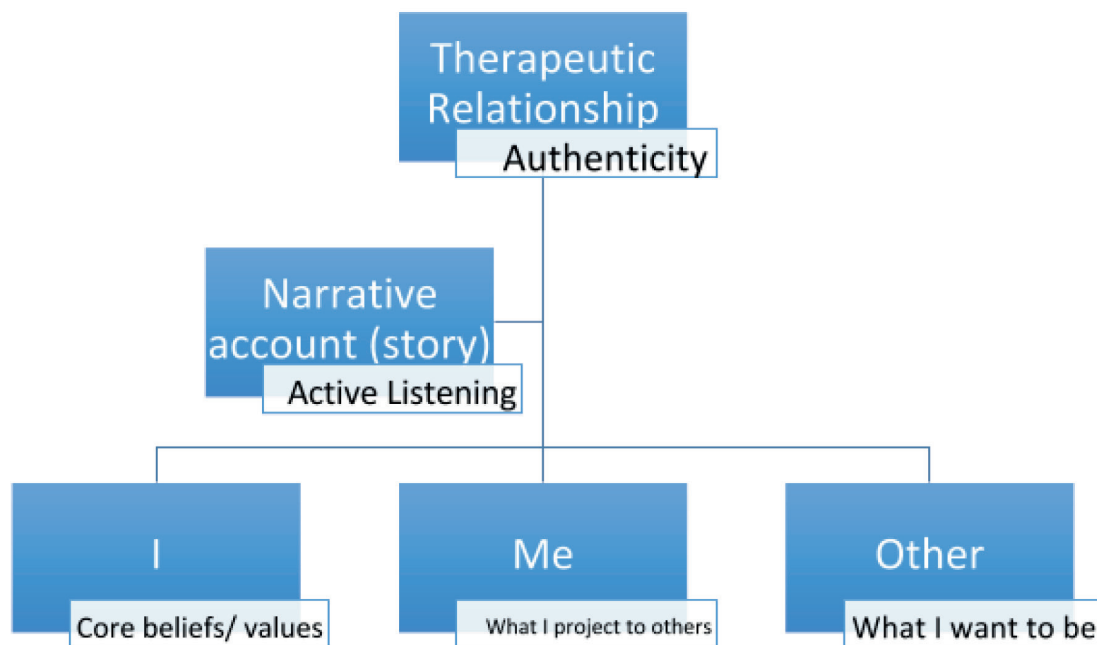 Therapeutic
Relationship
Authenticity
Narrative
account (story)
Active Listening
I
Core beliefs/ values
Me
What I project to others
Other
What I want to be